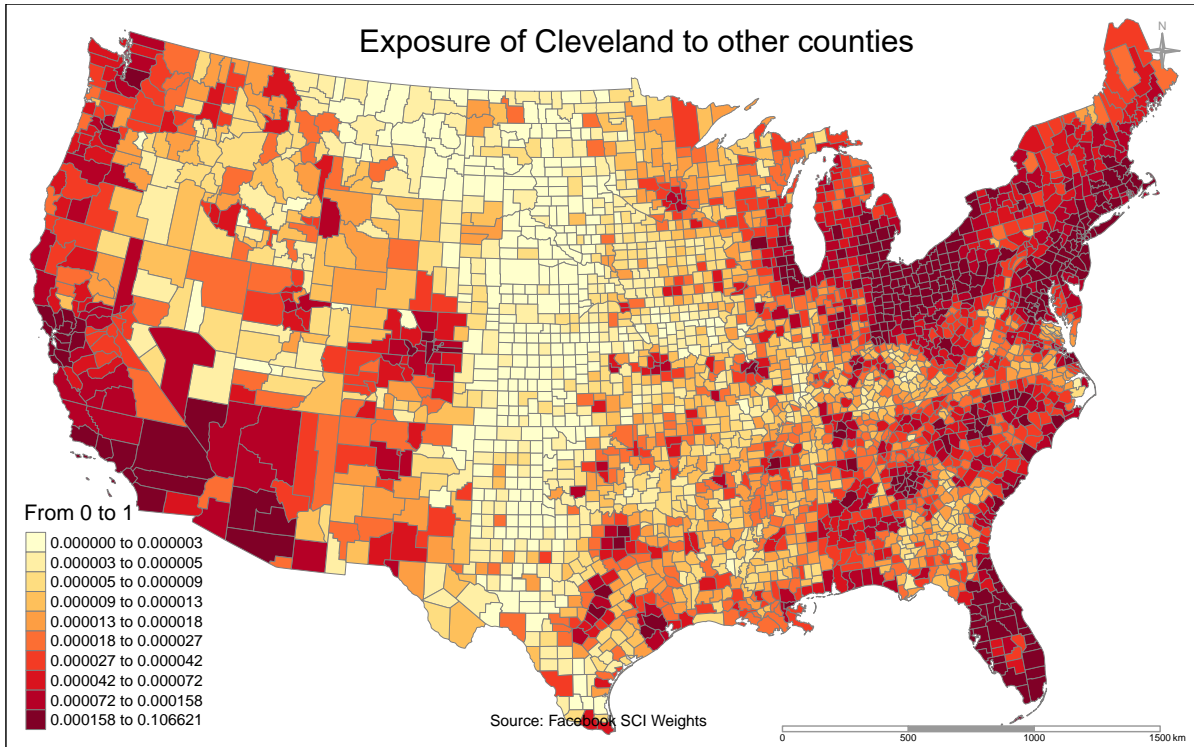 Exposure of Cleveland to other counties
N
From 0 to 1
0.000000 to 0.000003
0.000003 to 0.000005
0.000005 to 0.000009
0.000009 to 0.000013
0.000013 to 0.000018
0.000018 to 0.000027
0.000027 to 0.000042
0.000042 to 0.000072
0.000072 to 0.000158
0.000158 to 0.106621
Source: Facebook SCI Weights
0 500 1000 1500 km